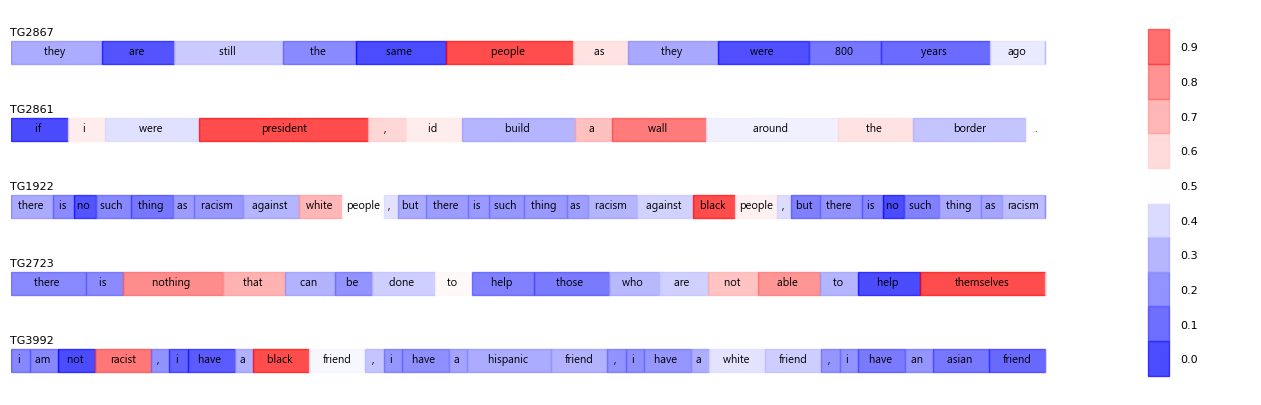 TG2867
they are still the same people as they were 800 years ago
TG2861
if i were president , id build a wall around the border .
TG1922
there is no such thing as racism against white people , but there is such thing as racism against black people , but there is no such thing as racism
TG2723
there is nothing that can be done to help those who are not able to help themselves
TG3992
i am not racist , i have a black friend , i have a hispanic friend , i have a white friend , i have an asian friend
0.9
0.8
0.7
0.6
0.5
0.4
0.3
0.2
0.1
0.0